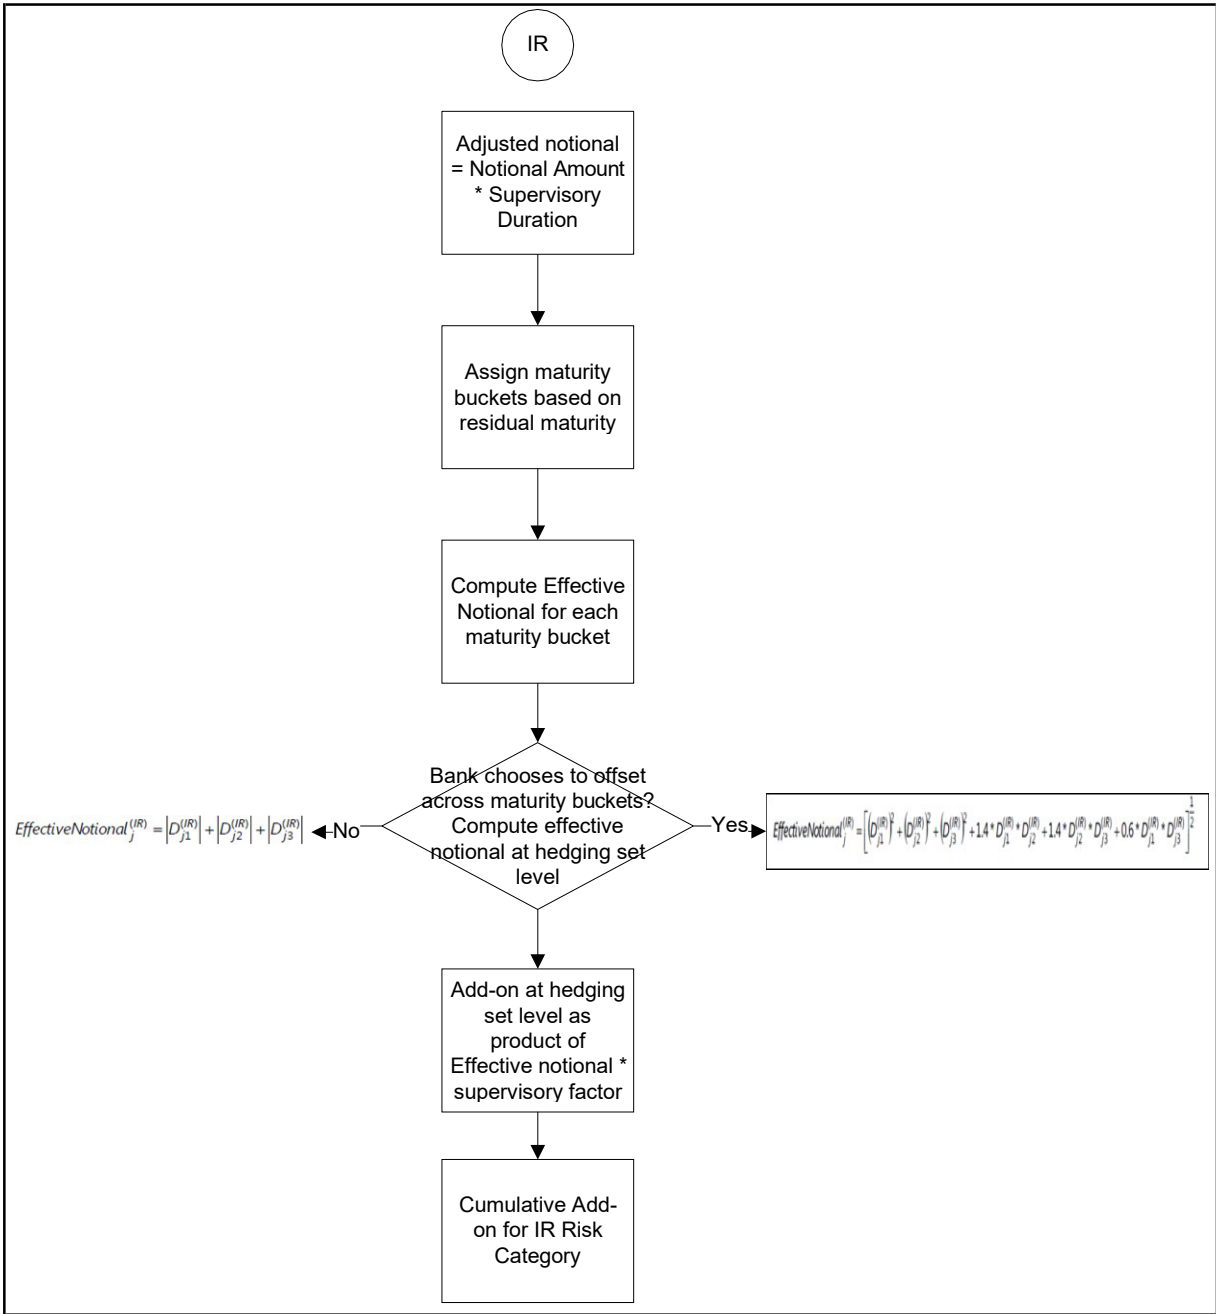 IR
Adjusted notional
= Notional Amount
* Supervisory
Duration
Assign maturity
buckets based on
residual maturity
Compute Effective
Notional for each
maturity bucket
Bank chooses to offset
across maturity buckets?
Compute effective
notional at hedging set
level
No
Yes
EffectiveNotional_j^(IR) = |D_j1^(IR)| + |D_j2^(IR)| + |D_j3^(IR)|
EffectiveNotional_j^(IR) = [(D_j1^(IR))^2 + (D_j2^(IR))^2 + (D_j3^(IR))^2 + 1.4 * D_j1^(IR) * D_j2^(IR) + 1.4 * D_j2^(IR) * D_j3^(IR) + 0.6 * D_j1^(IR) * D_j3^(IR)]^(1/2)
Add-on at hedging
set level as
product of
Effective notional *
supervisory factor
Cumulative Add-
on for IR Risk
Category